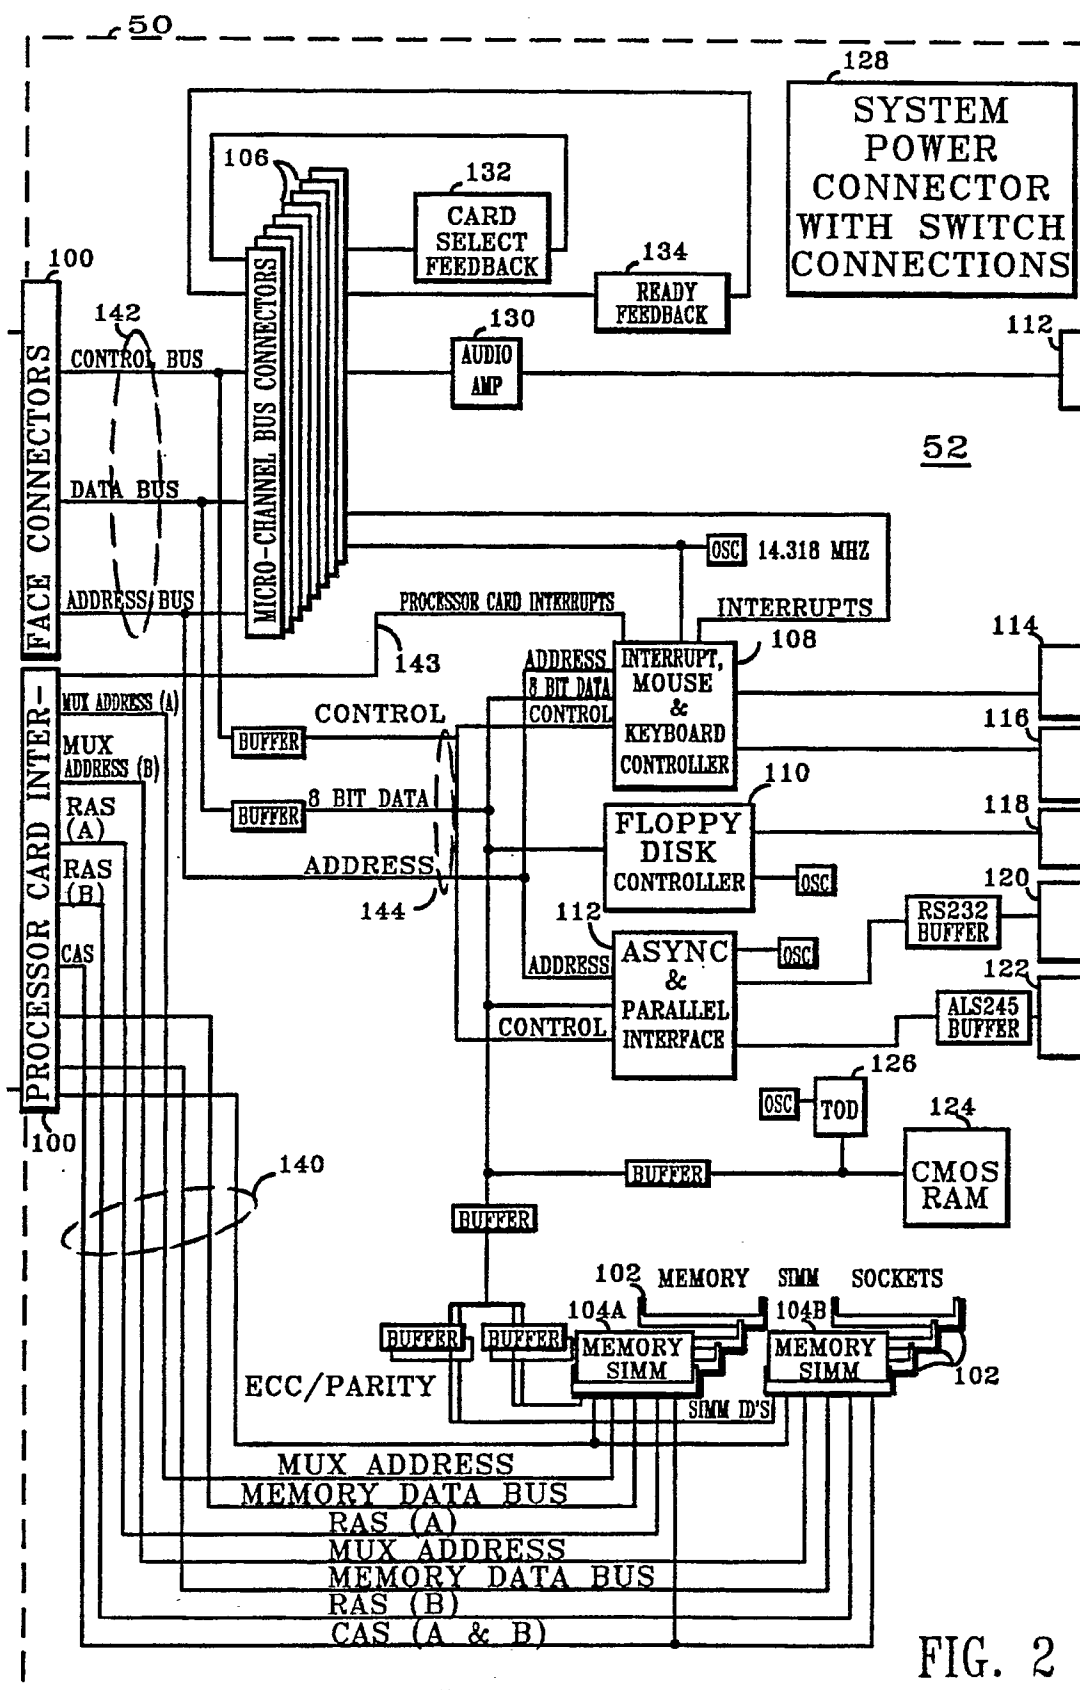 50
128
SYSTEM
POWER
CONNECTOR
WITH SWITCH
CONNECTIONS
106
132
CARD
SELECT
FEEDBACK
100
134
READY
FEEDBACK
142
130
AUDIO
AMP
112
CONTROL BUS
MICRO-CHANNEL BUS CONNECTORS
FACE CONNECTORS
52
DATA BUS
OSC 14.318 MHZ
ADDRESS BUS
PROCESSOR CARD INTERRUPTS
INTERRUPTS
108
114
143
ADDRESS
8 BIT DATA
CONTROL
INTERRUPT,
MOUSE
&
KEYBOARD
CONTROLLER
MUX ADDRESS (A)
CONTROL
116
BUFFER
MUX
ADDRESS (B)
110
8 BIT DATA
BUFFER
118
RAS
(A)
FLOPPY
DISK
CONTROLLER
ADDRESS
OSC
RAS
(B)
144
112
120
RS232
BUFFER
PROCESSOR CARD INTER-
CAS
ADDRESS
ASYNC
&
PARALLEL
INTERFACE
OSC
122
CONTROL
ALS245
BUFFER
126
OSC
TOD
124
100
140
BUFFER
CMOS
RAM
BUFFER
102 MEMORY SIMM SOCKETS
104A
104B
BUFFER
BUFFER
MEMORY
SIMM
MEMORY
SIMM
102
ECC/PARITY
SIMM ID'S
MUX ADDRESS
MEMORY DATA BUS
RAS (A)
MUX ADDRESS
MEMORY DATA BUS
RAS (B)
CAS (A & B)
FIG. 2